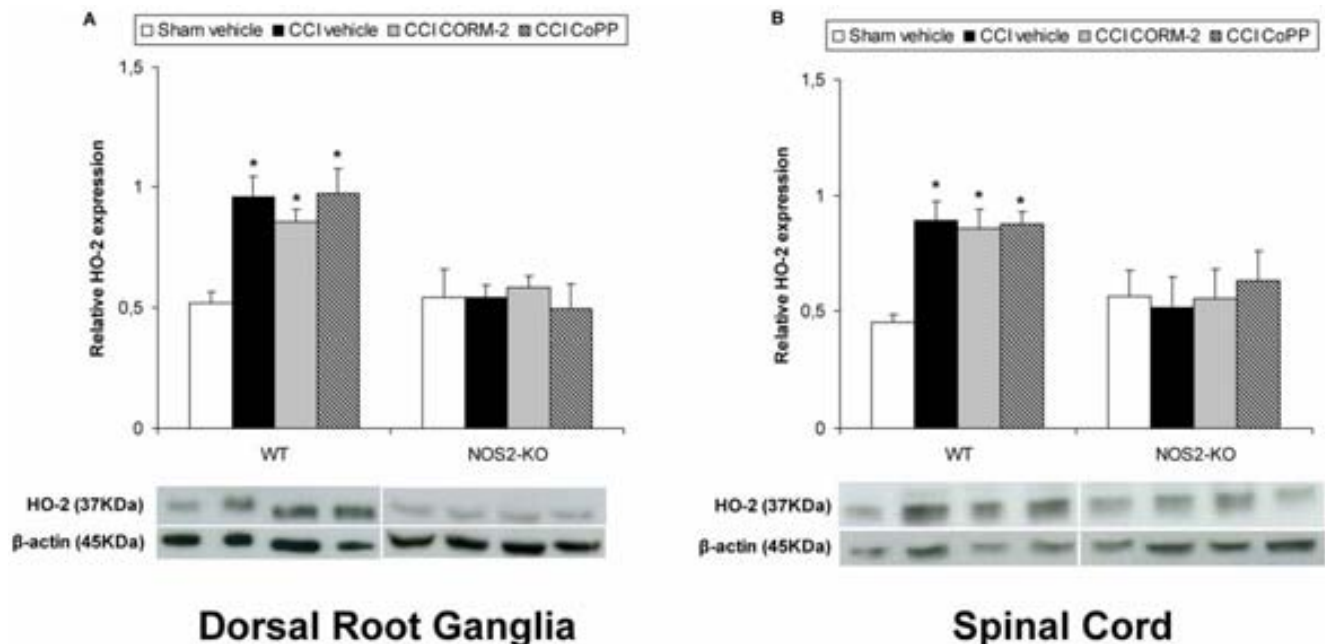 A
Sham vehicle CCI vehicle CCI CORM-2 CCI CoPP
Relative HO-2 expression
1,5
1
0,5
0
* * *
WT NOS2-KO
HO-2 (37KDa)
β-actin (45KDa)
Dorsal Root Ganglia
B
Sham vehicle CCI vehicle CCI CORM-2 CCI CoPP
Relative HO-2 expression
1,5
1
0,5
0
* * *
WT NOS2-KO
HO-2 (37KDa)
β-actin (45KDa)
Spinal Cord